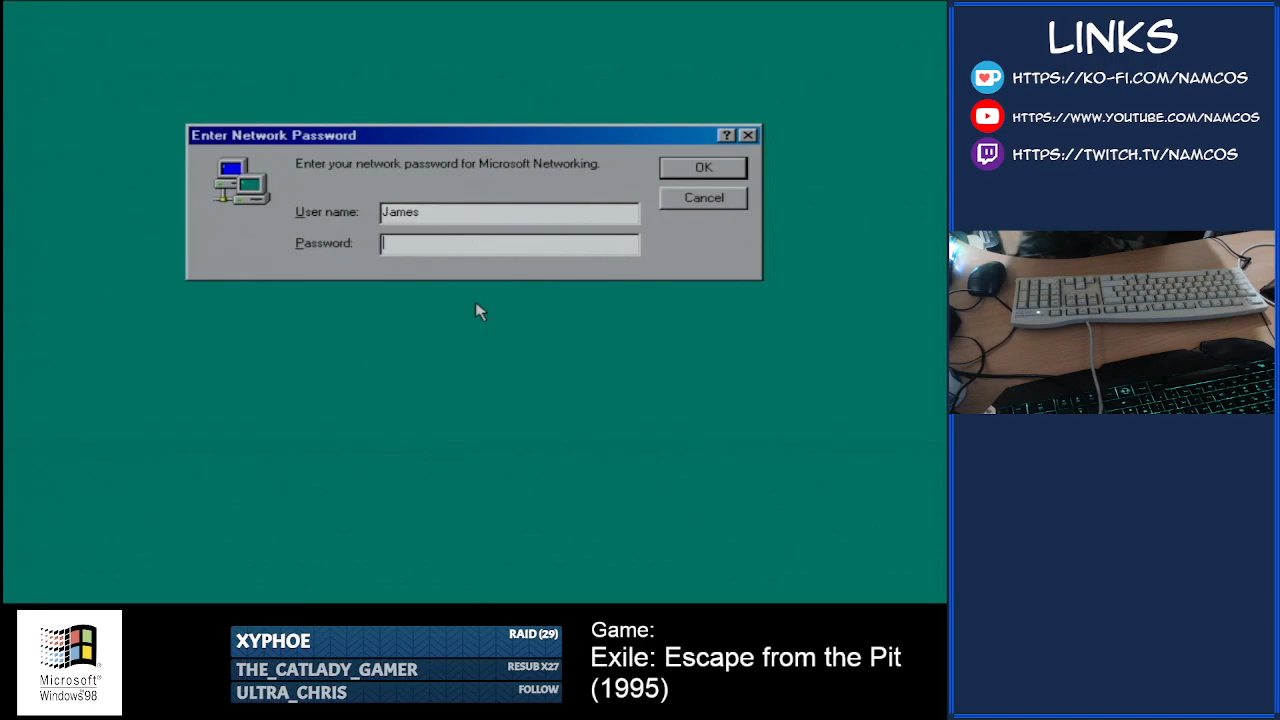 Enter Network Password
Enter your network password for Microsoft Networking.
OK
Cancel
User name: James
Password:
LINKS
HTTPS://KO-FI.COM/NAMCOS
HTTPS://WWW.YOUTUBE.COM/NAMCOS
HTTPS://TWITCH.TV/NAMCOS
Microsoft
Windows98
XYPHOE RAID (29)
THE_CATLADY_GAMER RESUB X27
ULTRA_CHRIS FOLLOW
Game:
Exile: Escape from the Pit
(1995)